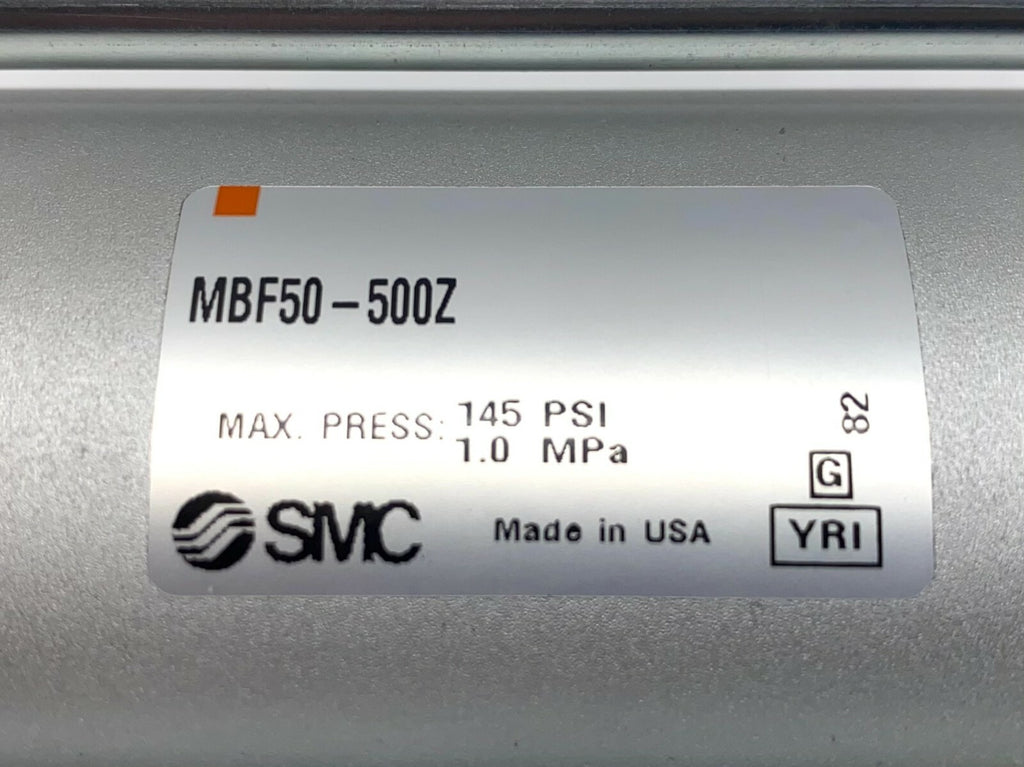 MBF50-500Z
MAX. PRESS: 145 PSI
1.0 MPa
82
G
SMC Made in USA YRI